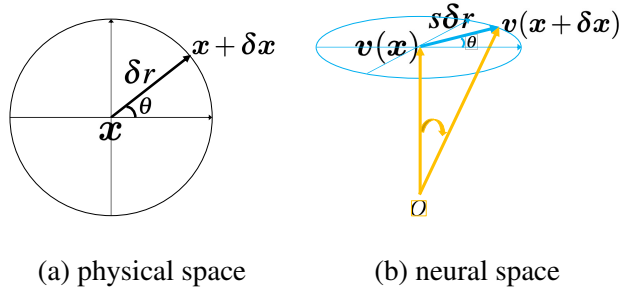 x + δx
δr
θ
x
(a) physical space
sδr
v(x + δx)
v(x)
θ
O
(b) neural space